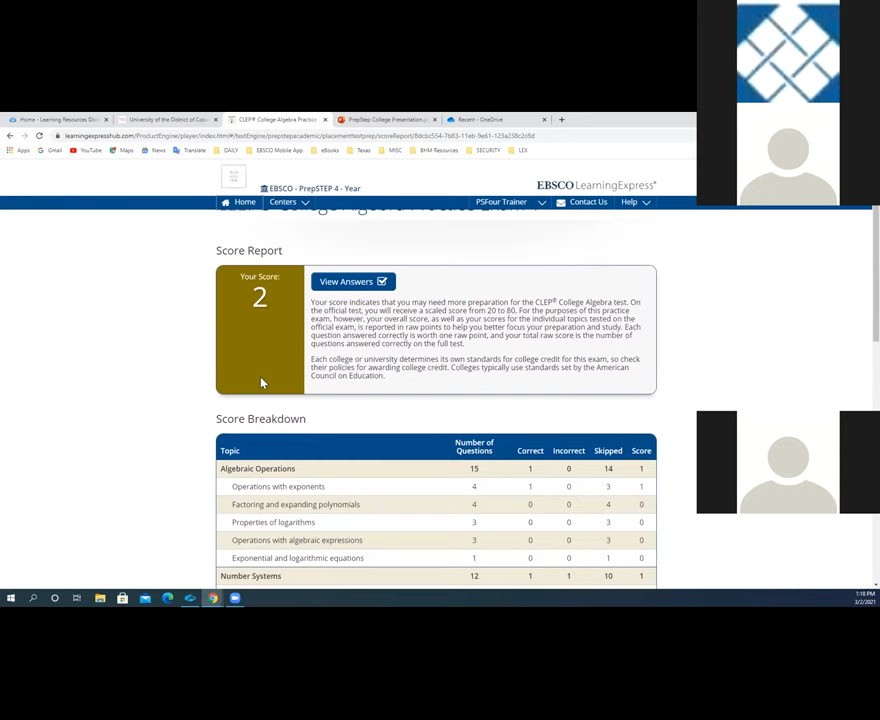 Home - Learning Resources Divi
University of the District of Colu
CLEP® College Algebra Practice
PrepStep College Presentation.p
Recent - OneDrive
learningexpresshub.com/ProductEngine/player/index.html#/testEngine/prepstepacademic/placementtestprep/scoreReport/
Apps
Gmail
YouTube
Maps
News
Translate
DAILY
EBSCO Mobile App
eBooks
Texas
MISC
BHM Resources
SECURITY
LEX
EBSCO - PrepSTEP 4 - Year
EBSCO LearningExpress®
Home
Centers
PSFour Trainer
Contact Us
Help
Score Report
Your Score:
2
View Answers
Your score indicates that you may need more preparation for the CLEP® College Algebra test. On
the official test, you will receive a scaled score from 20 to 80. For the purposes of this practice
exam, however, your overall score, as well as your scores for the individual topics tested on the
official exam, is reported in raw points to help you better focus your preparation and study. Each
question answered correctly is worth one raw point, and your total raw score is the number of
questions answered correctly on the full test.
Each college or university determines its own standards for college credit for this exam, so check
their policies for awarding college credit. Colleges typically use standards set by the American
Council on Education.
Score Breakdown
Topic Number of Questions Correct Incorrect Skipped Score
Algebraic Operations 15 1 0 14 1
Operations with exponents 4 1 0 3 1
Factoring and expanding polynomials 4 0 0 4 0
Properties of logarithms 3 0 0 3 0
Operations with algebraic expressions 3 0 0 3 0
Exponential and logarithmic equations 1 0 0 1 0
Number Systems 12 1 1 10 1
1:18 PM
3/2/2021